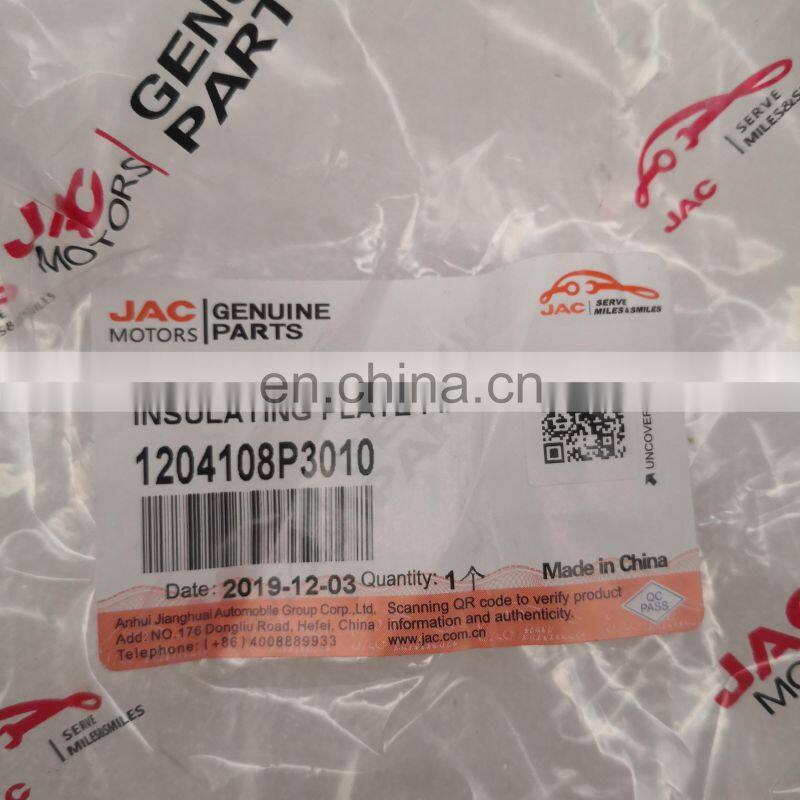 GENU
PART
JAC
MOTORS
SERVE
MILES&S
JAC
JAC
MOTORS
GENUINE
PARTS
JAC
SERVE
MILES&SMILES
en.china.cn
INSULATING PLATE
1204108P3010
UNCOVER
Date: 2019-12-03 Quantity: 1个
Made in China
Anhui Jianghuai Automobile Group Corp.,Ltd.
Add: NO.176 Dongliu Road, Hefei, China
Telephone: (+86)4008889933
Scanning QR code to verify product
information and authenticity.
www.jac.com.cn
QC
PASS
JAC
MOTORS
SERVE
MILES&SMILES